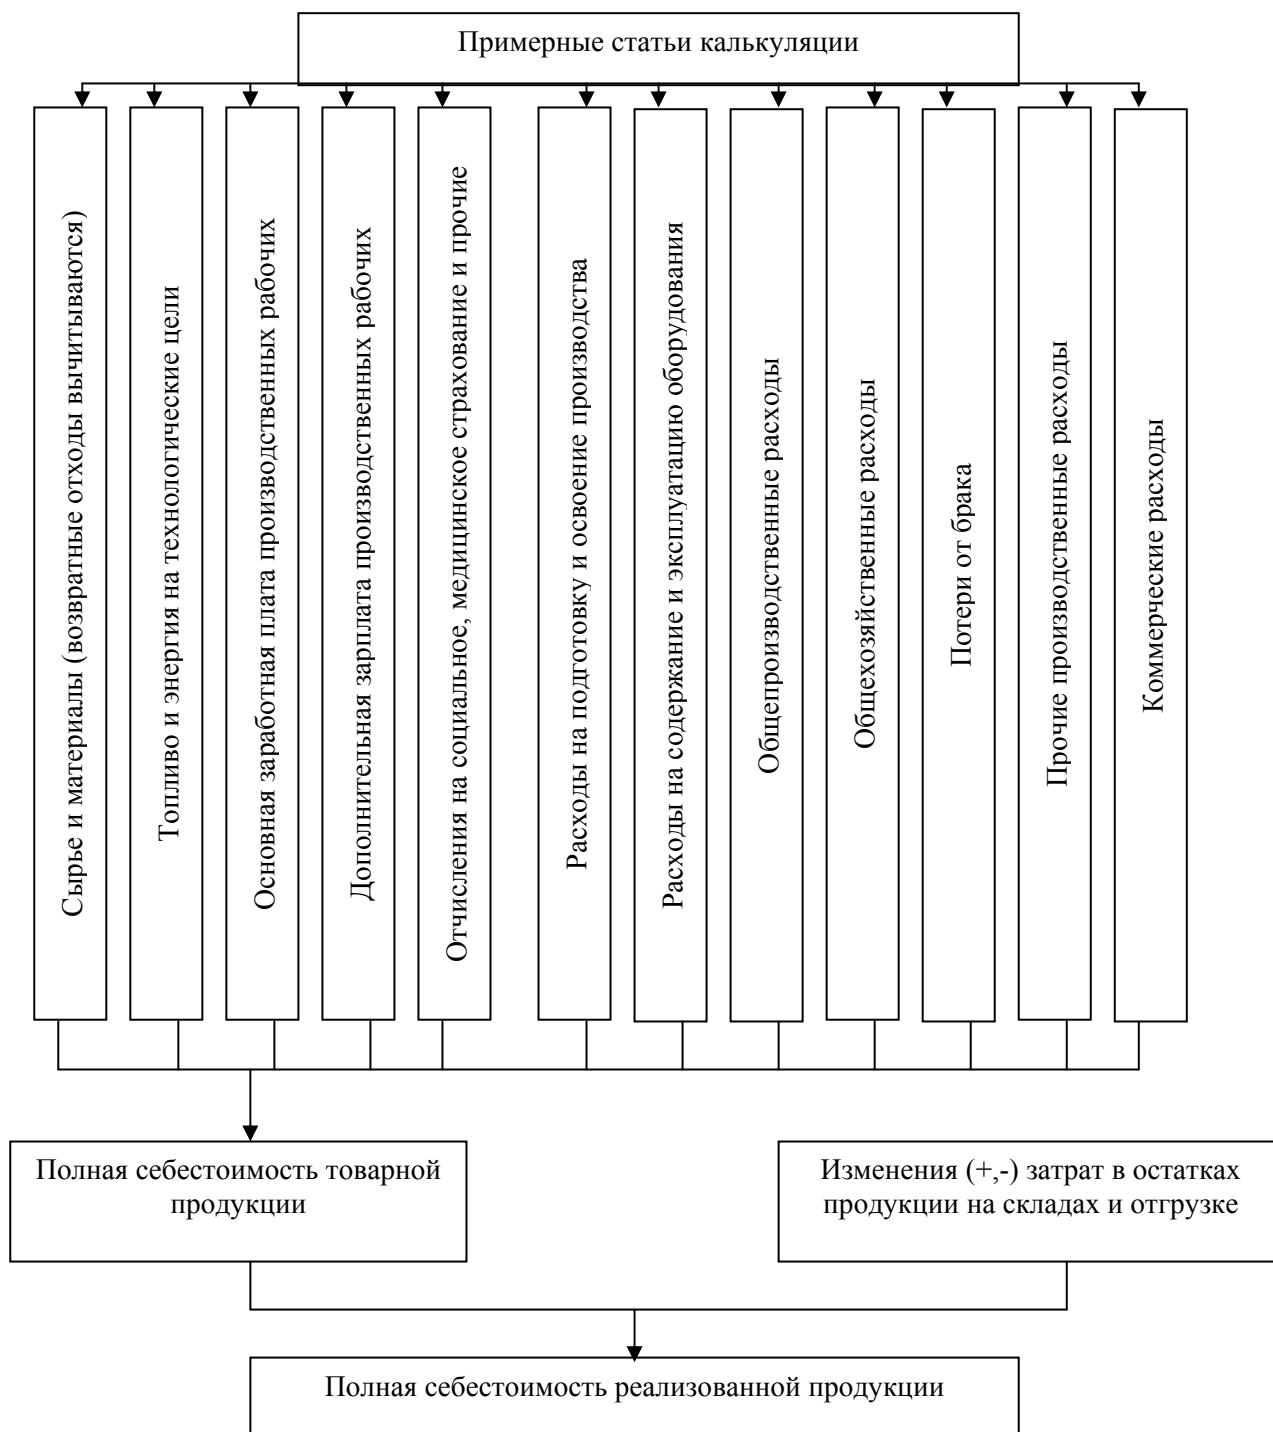 Примерные статьи калькуляции
Сырье и материалы (возвратные отходы вычитываются)
Топливо и энергия на технологические цели
Основная заработная плата производственных рабочих
Дополнительная зарплата производственных рабочих
Отчисления на социальное, медицинское страхование и прочие
Расходы на подготовку и освоение производства
Расходы на содержание и эксплуатацию оборудования
Общепроизводственные расходы
Общехозяйственные расходы
Потери от брака
Прочие производственные расходы
Коммерческие расходы
Полная себестоимость товарной
продукции
Изменения (+,-) затрат в остатках
продукции на складах и отгрузке
Полная себестоимость реализованной продукции